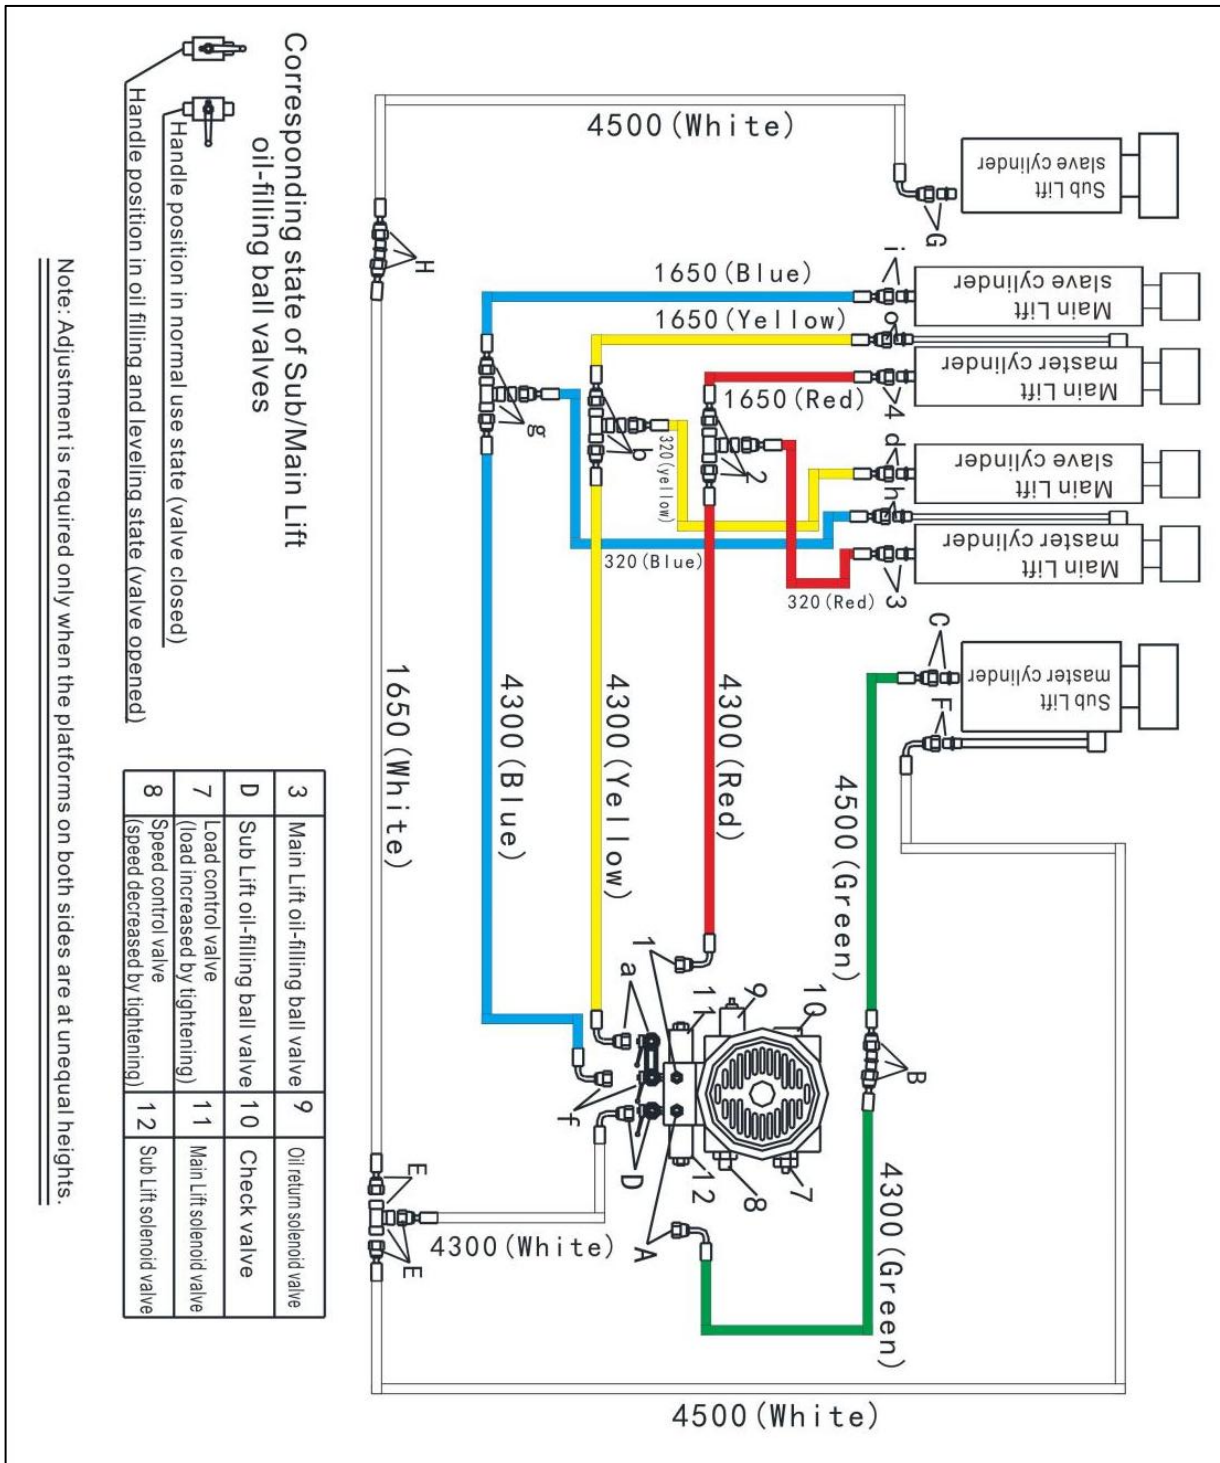 Corresponding state of Sub/Main Lift
oil-filling ball valves
Handle position in normal use state (valve closed)
Handle position in oil filling and leveling state (valve opened)
Note: Adjustment is required only when the platforms on both sides are at unequal heights.
3 Main Lift oil-filling ball valve 9 Oil return solenoid valve
D Sub Lift oil-filling ball valve 10 Check valve
7 Load control valve
(load increased by tightening) 11 Main Lift solenoid valve
8 Speed control valve
(speed decreased by tightening) 12 Sub Lift solenoid valve
4500(White)
Sub Lift
slave cylinder
G
H
1650(Blue)
i
Main Lift
slave cylinder
1650(Yellow)
e
Main Lift
master cylinder
1650(Red)
4
g
b
2
320(yellow)
d
Main Lift
slave cylinder
h
Main Lift
master cylinder
320(Blue)
320(Red)
3
C
Sub Lift
master cylinder
F
1650(White)
4300(Blue)
4300(Yellow)
4300(Red)
4500(Green)
1
a
11
9
10
B
f
D
12
8
7
A
E
E
4300(White)
4300(Green)
4500(White)